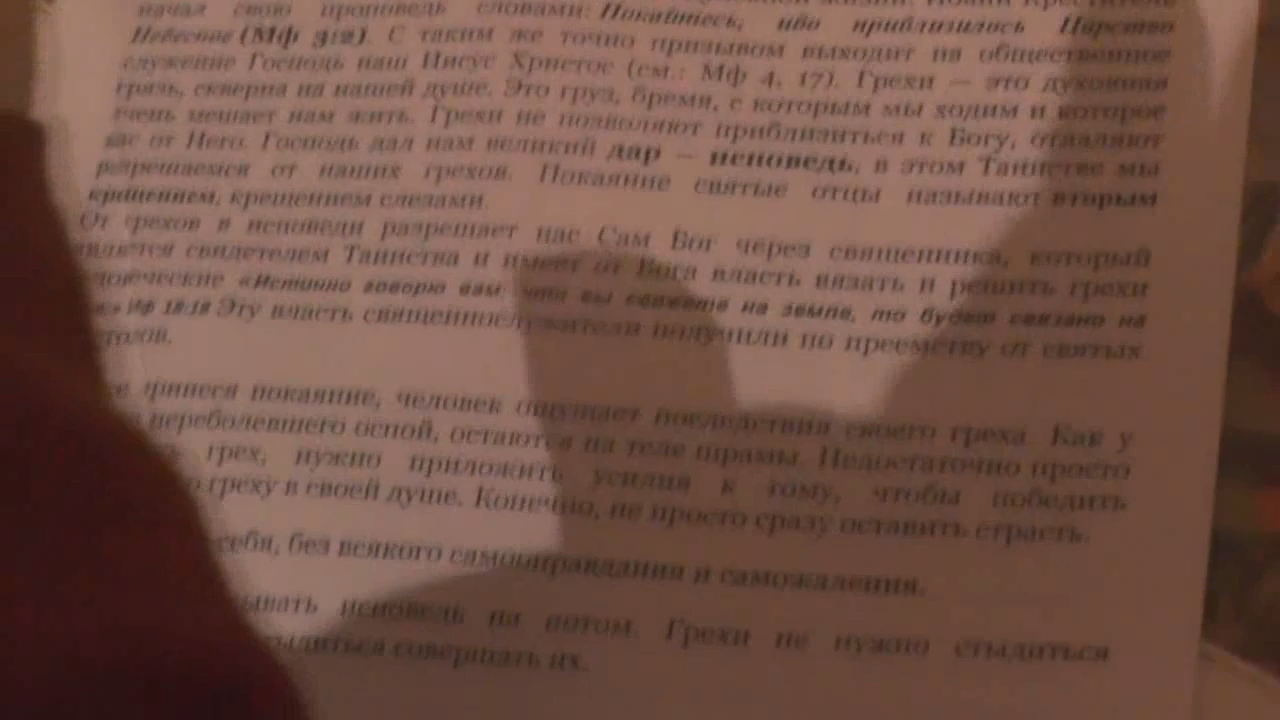 начал свою проповедь словами: Покайтесь, ибо приблизилось Царство
Небесное (Мф 3:2). С таким же точно призывом выходит на общественное
служение Господь наш Иисус Христос (см.: Мф 4, 17). Грехи — это духовная
грязь, скверна на нашей душе. Это груз, бремя, с которым мы ходим и которое
очень мешает нам жить. Грехи не позволяют приблизиться к Богу, отдаляют
нас от Него. Господь дал нам великий дар – исповедь, в этом Таинстве мы
разрешаемся от наших грехов. Покаяние святые отцы называют вторым
крещением, крещением слезами.
От грехов в исповеди разрешает нас Сам Бог через священника, который
является свидетелем Таинства и имеет от Бога власть вязать и решить грехи
человеческие «Истинно говорю вам: что вы свяжете на земле, то будет связано на
Мф 18:18 Эту власть священнослужители получили по преемству от святых
принеся покаяние, человек ощущает последствия своего греха. Как у
переболевшего оспой, остаются на теле шрамы. Недостаточно просто
грех, нужно приложить усилия к тому, чтобы победить
греху в своей душе. Конечно, не просто сразу оставить страсть.
себя, без всякого самооправдания и саможаления.
исповедь на потом. Грехи не нужно стыдиться
совершать их.